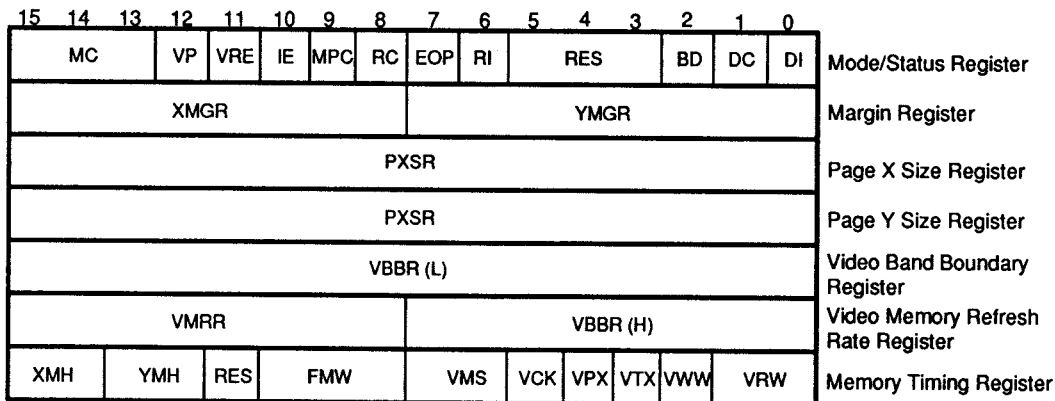 15 14 13 12 11 10 9 8 7 6 5 4 3 2 1 0
MC VP VRE IE MPC RC EOP RI RES BD DC DI Mode/Status Register
XMGR YMGR Margin Register
PXSR Page X Size Register
PXSR Page Y Size Register
VBBR (L) Video Band Boundary
Register
VMRR VBBR (H) Video Memory Refresh
Rate Register
XMH YMH RES FMW VMS VCK VPX VTX VWW VRW Memory Timing Register